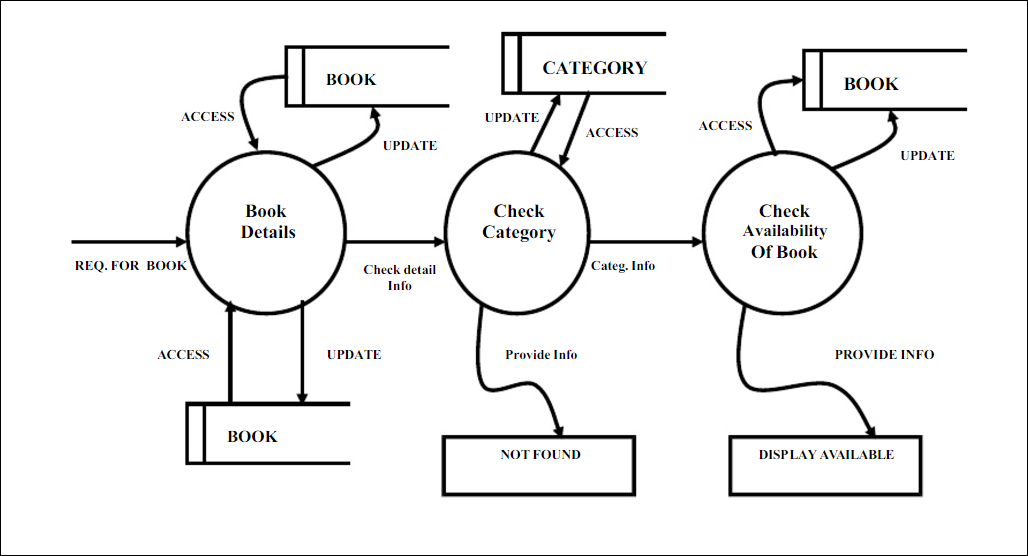 BOOK
ACCESS
UPDATE
CATEGORY
UPDATE
ACCESS
BOOK
ACCESS
UPDATE
Book
Details
Check
Category
Check
Availability
Of Book
REQ. FOR BOOK
Check detail
Info
Categ. Info
ACCESS
UPDATE
Provide Info
PROVIDE INFO
BOOK
NOT FOUND
DISPLAY AVAILABLE